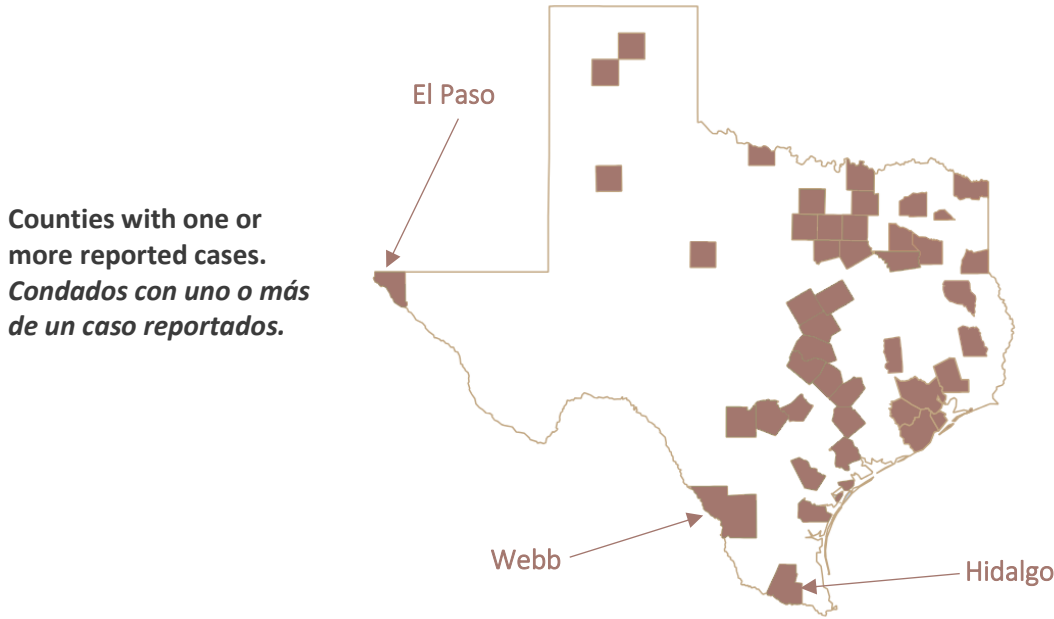 El Paso
Counties with one or
more reported cases.
Condados con uno o más
de un caso reportados.
Webb
Hidalgo